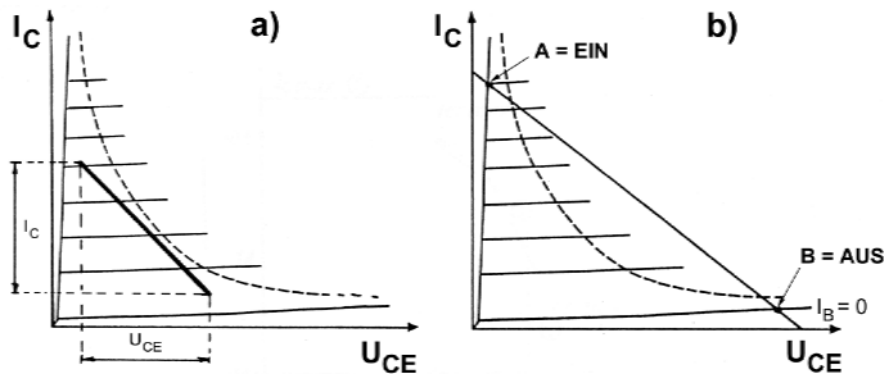 I_C
a)
I_C
U_CE
U_CE
I_C
b)
A = EIN
B = AUS
I_B = 0
U_CE